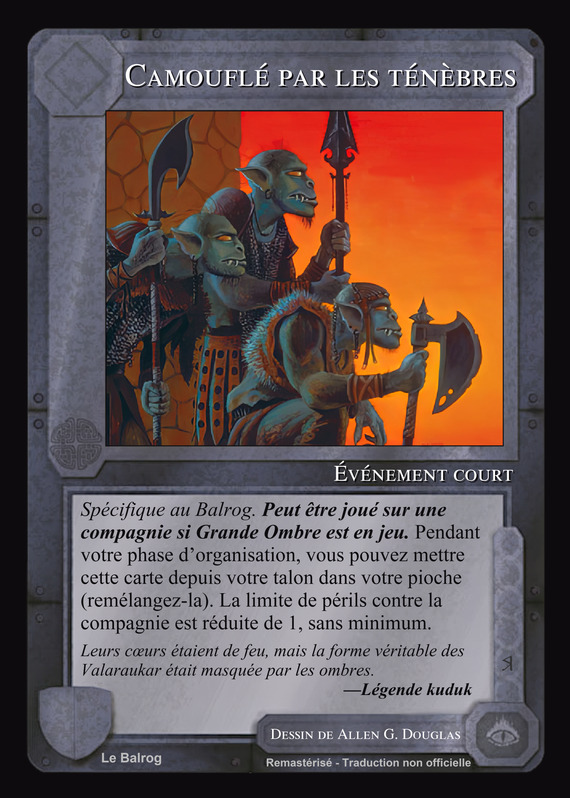 Camouflé par les ténèbres
Événement court
Spécifique au Balrog. Peut être joué sur une
compagnie si Grande Ombre est en jeu. Pendant
votre phase d'organisation, vous pouvez mettre
cette carte depuis votre talon dans votre pioche
(remélangez-la). La limite de périls contre la
compagnie est réduite de 1, sans minimum.
Leurs cœurs étaient de feu, mais la forme véritable des
Valaraukar était masquée par les ombres.
—Légende kuduk
Dessin de Allen G. Douglas
Le Balrog
Remastérisé - Traduction non officielle